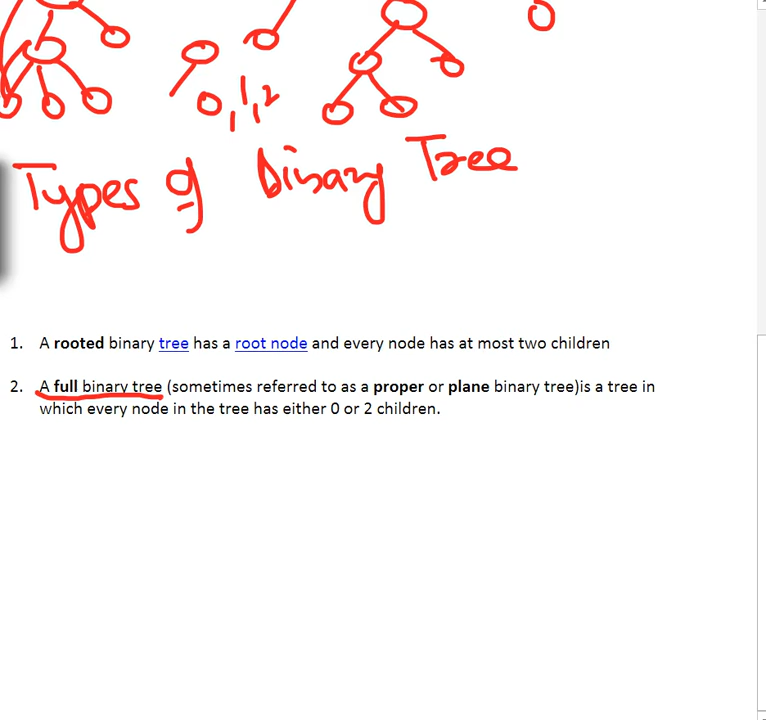 0, 1, 2
Types of binary Tree
1. A rooted binary tree has a root node and every node has at most two children
2. A full binary tree (sometimes referred to as a proper or plane binary tree)is a tree in
which every node in the tree has either 0 or 2 children.